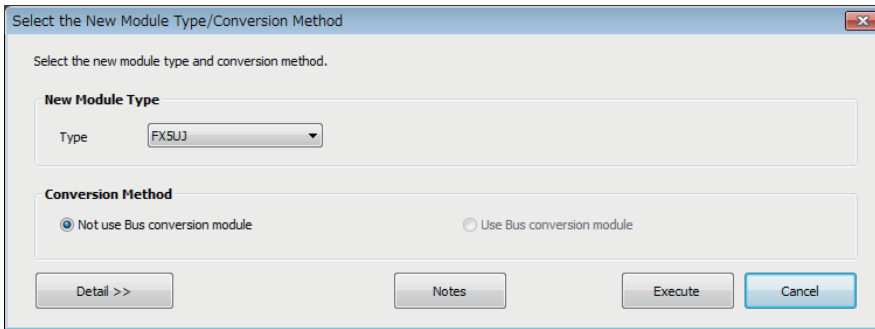 Select the New Module Type/Conversion Method
Select the new module type and conversion method.
New Module Type
Type FX5UJ
Conversion Method
Not use Bus conversion module Use Bus conversion module
Detail >> Notes Execute Cancel